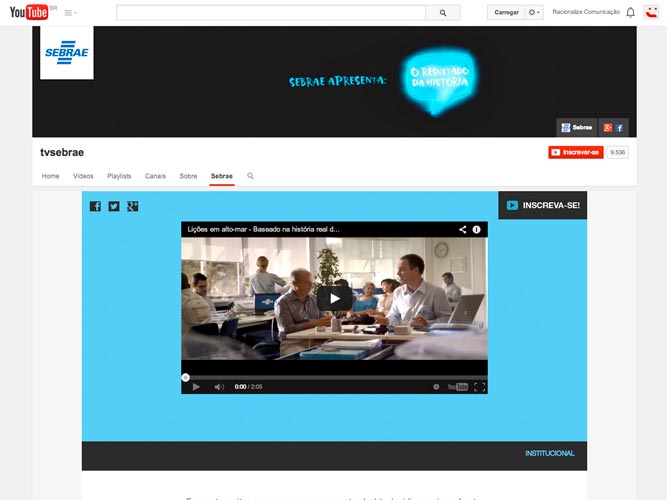 YouTube BR
Carregar
Racionalize Comunicação
SEBRAE
SEBRAE APRESENTA:
O RESULTADO
DA HISTÓRIA
Sebrae
tvsebrae
Inscrever-se
9.536
Home
Vídeos
Playlists
Canais
Sobre
Sebrae
INSCREVA-SE!
Lições em alto-mar - Baseado na história real d...
0:00 / 2:05
YouTube
INSTITUCIONAL